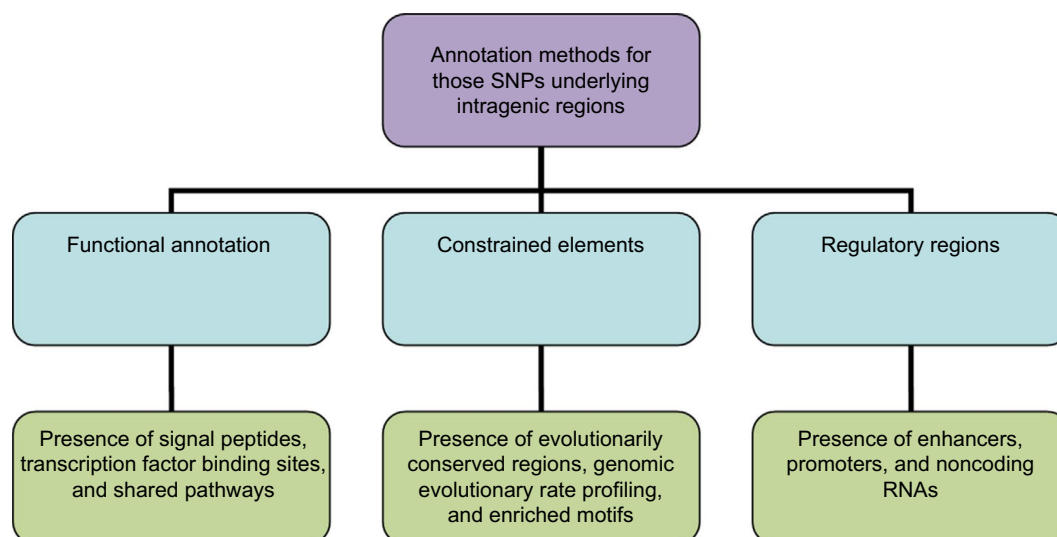 Annotation methods for
those SNPs underlying
intragenic regions
Functional annotation
Constrained elements
Regulatory regions
Presence of signal peptides,
transcription factor binding sites,
and shared pathways
Presence of evolutionarily
conserved regions, genomic
evolutionary rate profiling,
and enriched motifs
Presence of enhancers,
promoters, and noncoding
RNAs